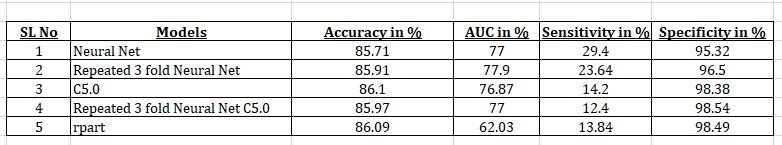 SL No Models Accuracy in % AUC in % Sensitivity in % Specificity in %
1 Neural Net 85.71 77 29.4 95.32
2 Repeated 3 fold Neural Net 85.91 77.9 23.64 96.5
3 C5.0 86.1 76.87 14.2 98.38
4 Repeated 3 fold Neural Net C5.0 85.97 77 12.4 98.54
5 rpart 86.09 62.03 13.84 98.49